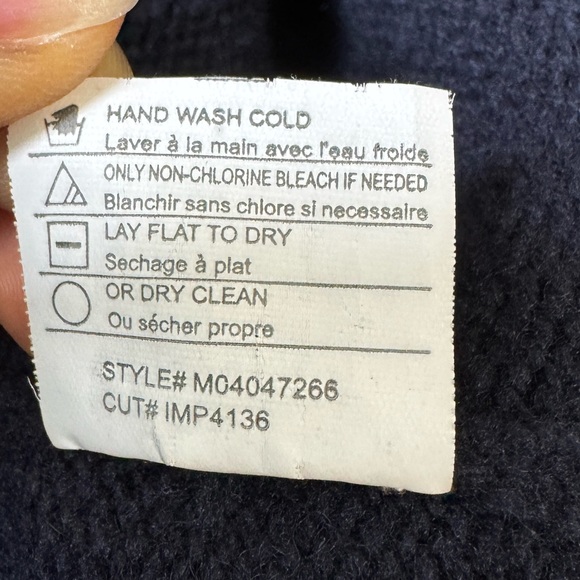 HAND WASH COLD
Laver à la main avec l'eau froide
ONLY NON-CHLORINE BLEACH IF NEEDED
Blanchir sans chlore si necessaire
LAY FLAT TO DRY
Sechage à plat
OR DRY CLEAN
Ou sécher propre
STYLE# M04047266
CUT# IMP4136